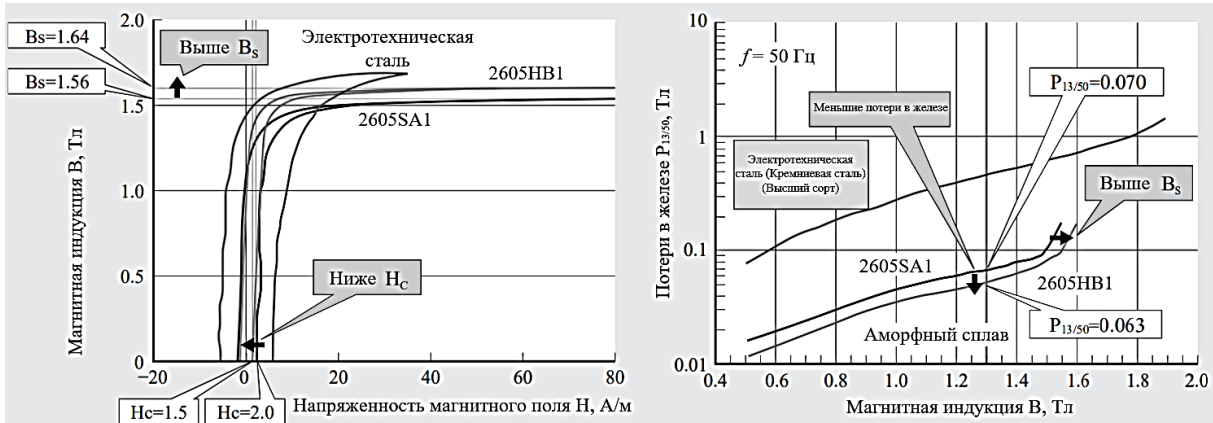 Bs=1.64
Bs=1.56
Выше Bs
Электротехническая
сталь
2605HB1
2605SA1
Ниже Hc
Магнитная индукция B, Тл
2.0
1.5
1.0
0.5
0
−20
0
20
40
60
80
Hc=1.5
Hc=2.0
Напряженность магнитного поля H, А/м
f = 50 Гц
P13/50=0.070
Меньшие потери в железе
Электротехническая
сталь (Кремниевая сталь)
(Высший сорт)
Выше Bs
2605SA1
2605HB1
P13/50=0.063
Аморфный сплав
Потери в железе P13/50, Тл
10
1
0.1
0.01
0.4
0.6
0.8
1.0
1.2
1.4
1.6
1.8
2.0
Магнитная индукция B, Тл